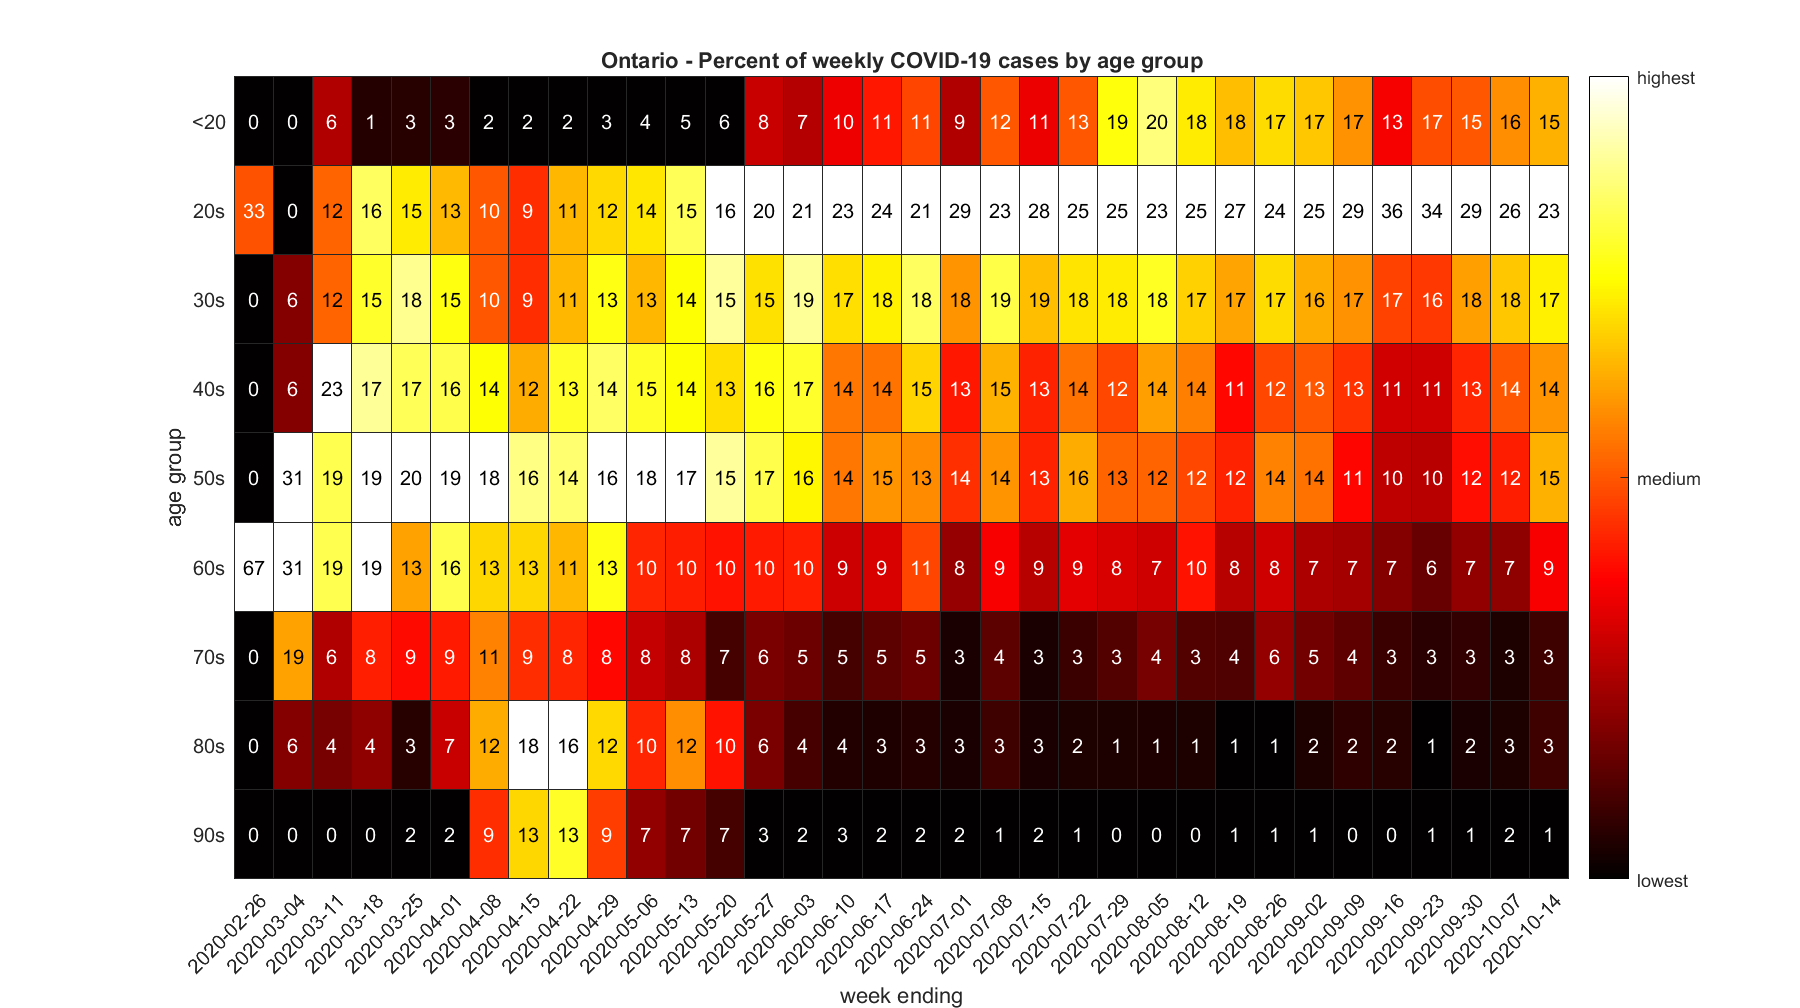 Ontario - Percent of weekly COVID-19 cases by age group
highest
<20 0 0 6 1 3 3 2 2 2 3 4 5 6 8 7 10 11 11 9 12 11 13 19 20 18 18 17 17 17 13 17 15 16 15
20s 33 0 12 16 15 13 10 9 11 12 14 15 16 20 21 23 24 21 29 23 28 25 25 23 25 27 24 25 29 36 34 29 26 23
30s 0 6 12 15 18 15 10 9 11 13 13 14 15 15 19 17 18 18 18 19 19 18 18 18 17 17 17 16 17 17 16 18 18 17
40s 0 6 23 17 17 16 14 12 13 14 15 14 13 16 17 14 14 15 13 15 13 14 12 14 14 11 12 13 13 11 11 13 14 14
age group
50s 0 31 19 19 20 19 18 16 14 16 18 17 15 17 16 14 15 13 14 14 13 16 13 12 12 12 14 14 11 10 10 12 12 15
medium
60s 67 31 19 19 13 16 13 13 11 13 10 10 10 10 10 9 9 11 8 9 9 9 8 7 10 8 8 7 7 7 6 7 7 9
70s 0 19 6 8 9 9 11 9 8 8 8 8 7 6 5 5 5 5 3 4 3 3 3 4 3 4 6 5 4 3 3 3 3 3
80s 0 6 4 4 3 7 12 18 16 12 10 12 10 6 4 4 3 3 3 3 3 2 1 1 1 1 1 2 2 2 1 2 3 3
90s 0 0 0 0 2 2 9 13 13 9 7 7 7 3 2 3 2 2 2 1 2 1 0 0 0 1 1 1 0 0 1 1 2 1
lowest
2020-02-26 2020-03-04 2020-03-11 2020-03-18 2020-03-25 2020-04-01 2020-04-08 2020-04-15 2020-04-22 2020-04-29 2020-05-06 2020-05-13 2020-05-20 2020-05-27 2020-06-03 2020-06-10 2020-06-17 2020-06-24 2020-07-01 2020-07-08 2020-07-15 2020-07-22 2020-07-29 2020-08-05 2020-08-12 2020-08-19 2020-08-26 2020-09-02 2020-09-09 2020-09-16 2020-09-23 2020-09-30 2020-10-07 2020-10-14
week ending